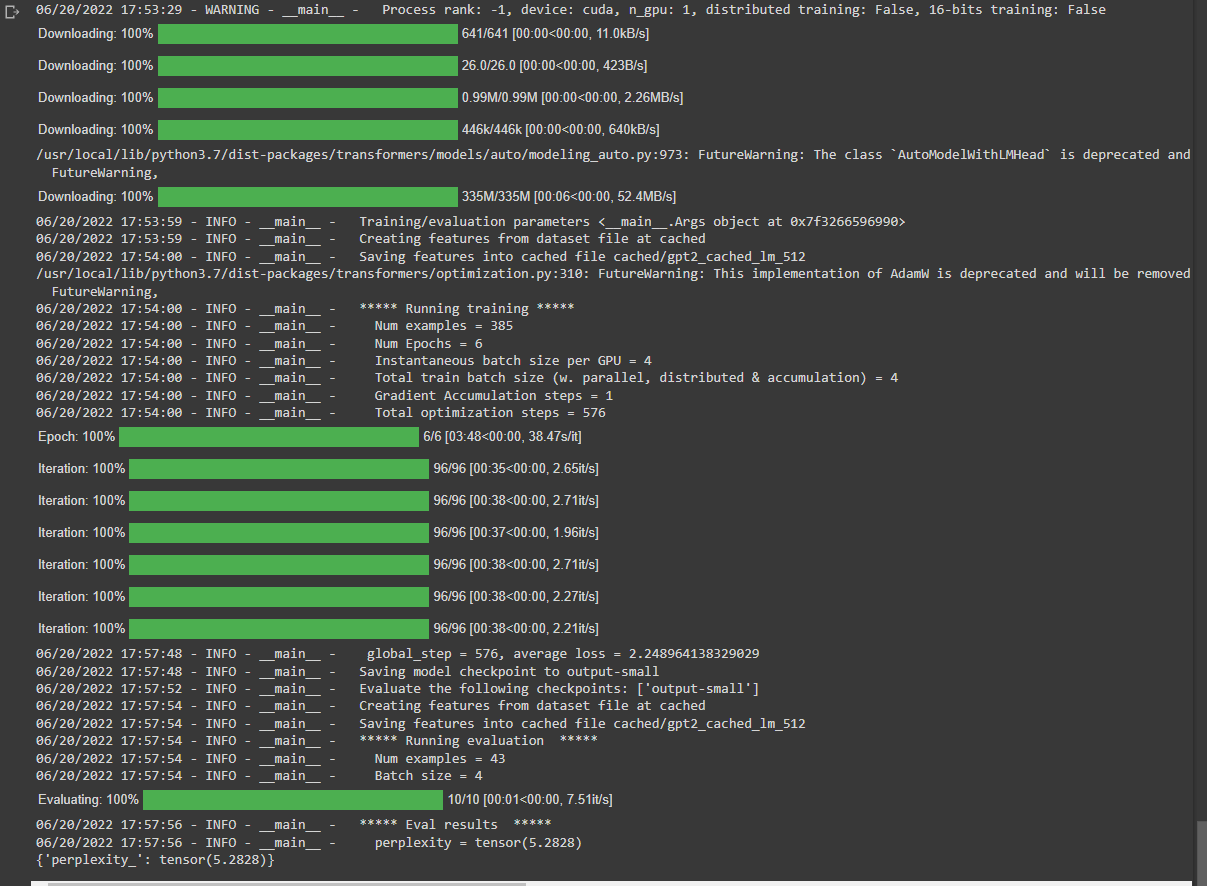 06/20/2022 17:53:29 - WARNING - __main__ -   Process rank: -1, device: cuda, n_gpu: 1, distributed training: False, 16-bits training: False
Downloading: 100% 641/641 [00:00<00:00, 11.0kB/s]
Downloading: 100% 26.0/26.0 [00:00<00:00, 423B/s]
Downloading: 100% 0.99M/0.99M [00:00<00:00, 2.26MB/s]
Downloading: 100% 446k/446k [00:00<00:00, 640kB/s]
/usr/local/lib/python3.7/dist-packages/transformers/models/auto/modeling_auto.py:973: FutureWarning: The class `AutoModelWithLMHead` is deprecated and
  FutureWarning,
Downloading: 100% 335M/335M [00:06<00:00, 52.4MB/s]
06/20/2022 17:53:59 - INFO - __main__ -   Training/evaluation parameters <__main__.Args object at 0x7f3266596990>
06/20/2022 17:53:59 - INFO - __main__ -   Creating features from dataset file at cached
06/20/2022 17:53:59 - INFO - __main__ -   Saving features into cached file cached/gpt2_cached_lm_512
/usr/local/lib/python3.7/dist-packages/transformers/optimization.py:310: FutureWarning: This implementation of AdamW is deprecated and will be removed
  FutureWarning,
06/20/2022 17:54:00 - INFO - __main__ -   ***** Running training *****
06/20/2022 17:54:00 - INFO - __main__ -     Num examples = 385
06/20/2022 17:54:00 - INFO - __main__ -     Num Epochs = 6
06/20/2022 17:54:00 - INFO - __main__ -     Instantaneous batch size per GPU = 4
06/20/2022 17:54:00 - INFO - __main__ -     Total train batch size (w. parallel, distributed & accumulation) = 4
06/20/2022 17:54:00 - INFO - __main__ -     Gradient Accumulation steps = 1
06/20/2022 17:54:00 - INFO - __main__ -     Total optimization steps = 576
Epoch: 100% 6/6 [03:48<00:00, 38.47s/it]
Iteration: 100% 96/96 [00:35<00:00, 2.65it/s]
Iteration: 100% 96/96 [00:38<00:00, 2.71it/s]
Iteration: 100% 96/96 [00:37<00:00, 1.96it/s]
Iteration: 100% 96/96 [00:38<00:00, 2.71it/s]
Iteration: 100% 96/96 [00:38<00:00, 2.27it/s]
Iteration: 100% 96/96 [00:38<00:00, 2.21it/s]
06/20/2022 17:57:48 - INFO - __main__ -    global_step = 576, average loss = 2.248964138329029
06/20/2022 17:57:48 - INFO - __main__ -   Saving model checkpoint to output-small
06/20/2022 17:57:52 - INFO - __main__ -   Evaluate the following checkpoints: ['output-small']
06/20/2022 17:57:54 - INFO - __main__ -   Creating features from dataset file at cached
06/20/2022 17:57:54 - INFO - __main__ -   Saving features into cached file cached/gpt2_cached_lm_512
06/20/2022 17:57:54 - INFO - __main__ -   ***** Running evaluation  *****
06/20/2022 17:57:54 - INFO - __main__ -     Num examples = 43
06/20/2022 17:57:54 - INFO - __main__ -     Batch size = 4
Evaluating: 100% 10/10 [00:01<00:00, 7.51it/s]
06/20/2022 17:57:56 - INFO - __main__ -   ***** Eval results  *****
06/20/2022 17:57:56 - INFO - __main__ -     perplexity = tensor(5.2828)
{'perplexity_': tensor(5.2828)}